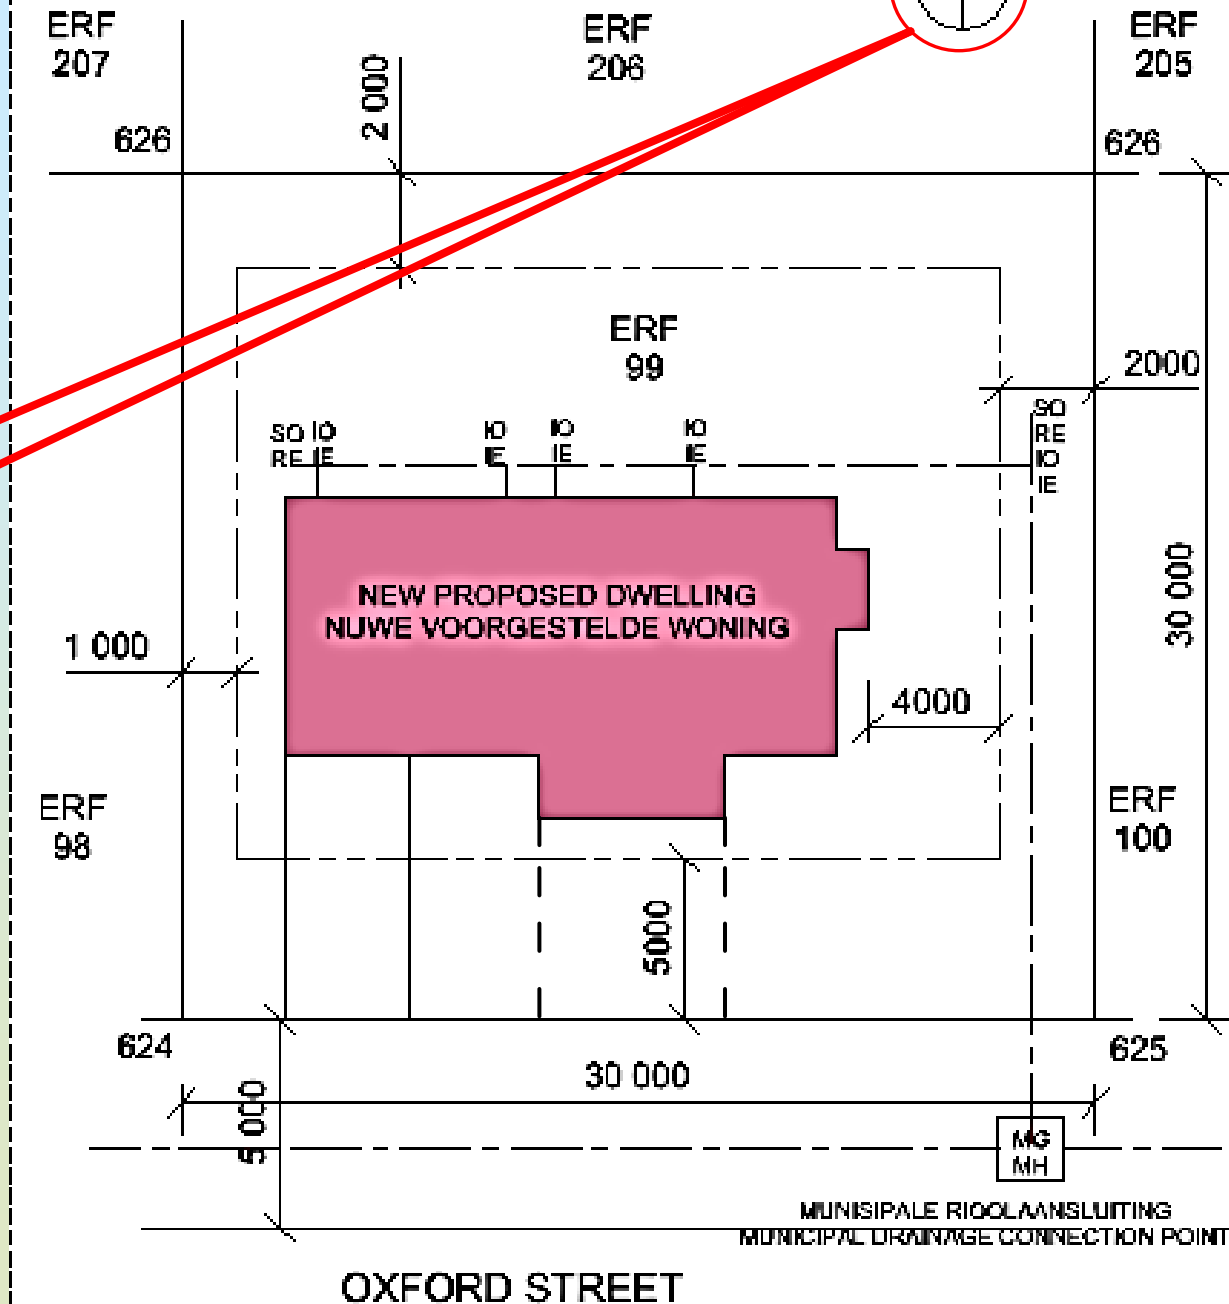 ERF
207
ERF
206
ERF
205
2 000
626
626
ERF
99
2000
SO
RE
IO
IE
IO
IE
IO
IE
IO
IE
SO
RE
IO
IE
NEW PROPOSED DWELLING
NUWE VOORGESTELDE WONING
30 000
1 000
4000
ERF
98
ERF
100
5000
624
625
30 000
5 000
MG
MH
MUNISIPALE RIOOLAANSLUITING
MUNICIPAL DRAINAGE CONNECTION POINT
OXFORD STREET